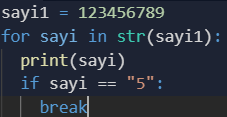 sayi1 = 123456789
for sayi in str(sayi1):
  print(sayi)
  if sayi == "5":
    break